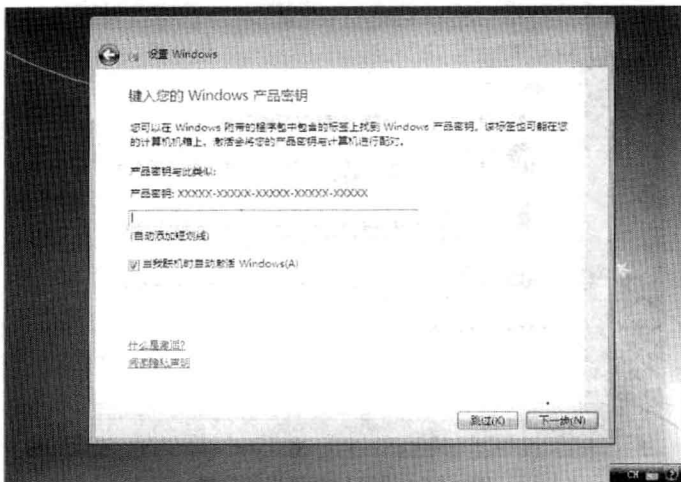 设置 Windows
键入您的 Windows 产品密钥
您可以在 Windows 附带的程序包中包含的标签上找到 Windows 产品密钥。该标签也可能在您
的计算机机箱上。激活会将您的产品密钥与计算机进行配对。
产品密钥与此类似:
产品密钥: XXXXX-XXXXX-XXXXX-XXXXX-XXXXX
(自动添加短划线)
当我联机时自动激活 Windows(A)
什么是激活?
阅读隐私声明
跳过(K) 下一步(N)
CH